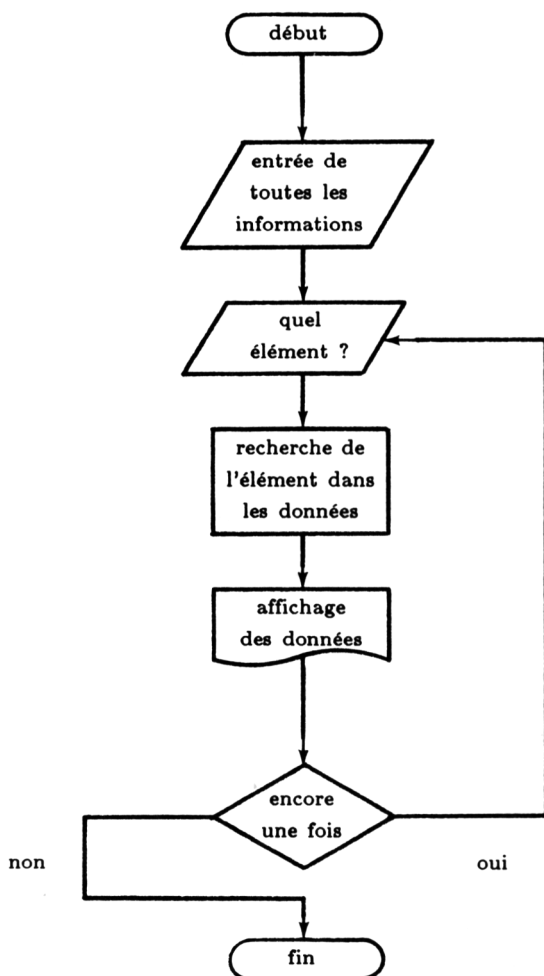 début
entrée de
toutes les
informations
quel
élément ?
recherche de
l'élément dans
les données
affichage
des données
encore
une fois
non
oui
fin